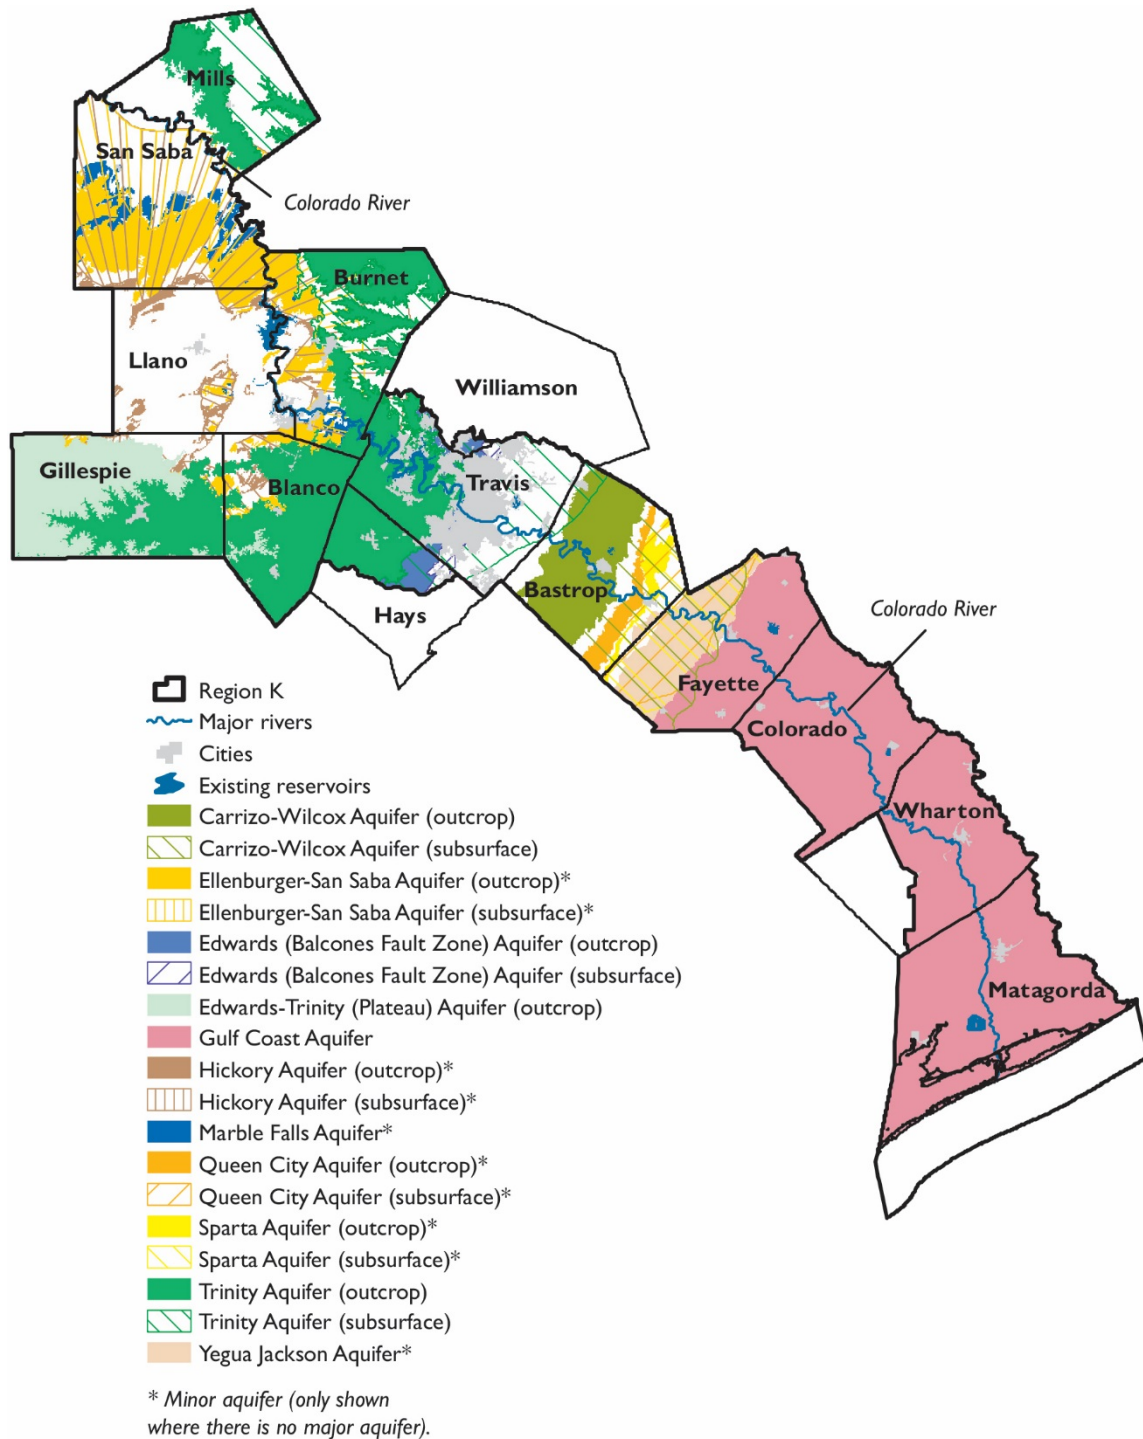 Mills
San Saba
Colorado River
Burnet
Llano
Williamson
Gillespie
Blanco
Travis
Bastrop
Hays
Colorado River
Fayette
Colorado
Wharton
Matagorda
Region K
Major rivers
Cities
Existing reservoirs
Carrizo-Wilcox Aquifer (outcrop)
Carrizo-Wilcox Aquifer (subsurface)
Ellenburger-San Saba Aquifer (outcrop)*
Ellenburger-San Saba Aquifer (subsurface)*
Edwards (Balcones Fault Zone) Aquifer (outcrop)
Edwards (Balcones Fault Zone) Aquifer (subsurface)
Edwards-Trinity (Plateau) Aquifer (outcrop)
Gulf Coast Aquifer
Hickory Aquifer (outcrop)*
Hickory Aquifer (subsurface)*
Marble Falls Aquifer*
Queen City Aquifer (outcrop)*
Queen City Aquifer (subsurface)*
Sparta Aquifer (outcrop)*
Sparta Aquifer (subsurface)*
Trinity Aquifer (outcrop)
Trinity Aquifer (subsurface)
Yegua Jackson Aquifer*
* Minor aquifer (only shown
where there is no major aquifer).